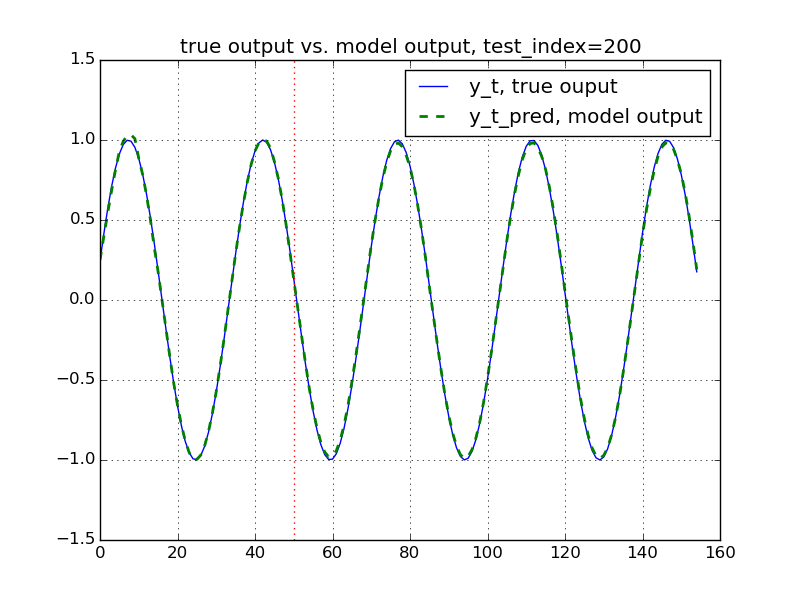 true output vs. model output, test_index=200
y_t, true ouput
y_t_pred, model output
1.5
1.0
0.5
0.0
−0.5
−1.0
−1.5
0 20 40 60 80 100 120 140 160